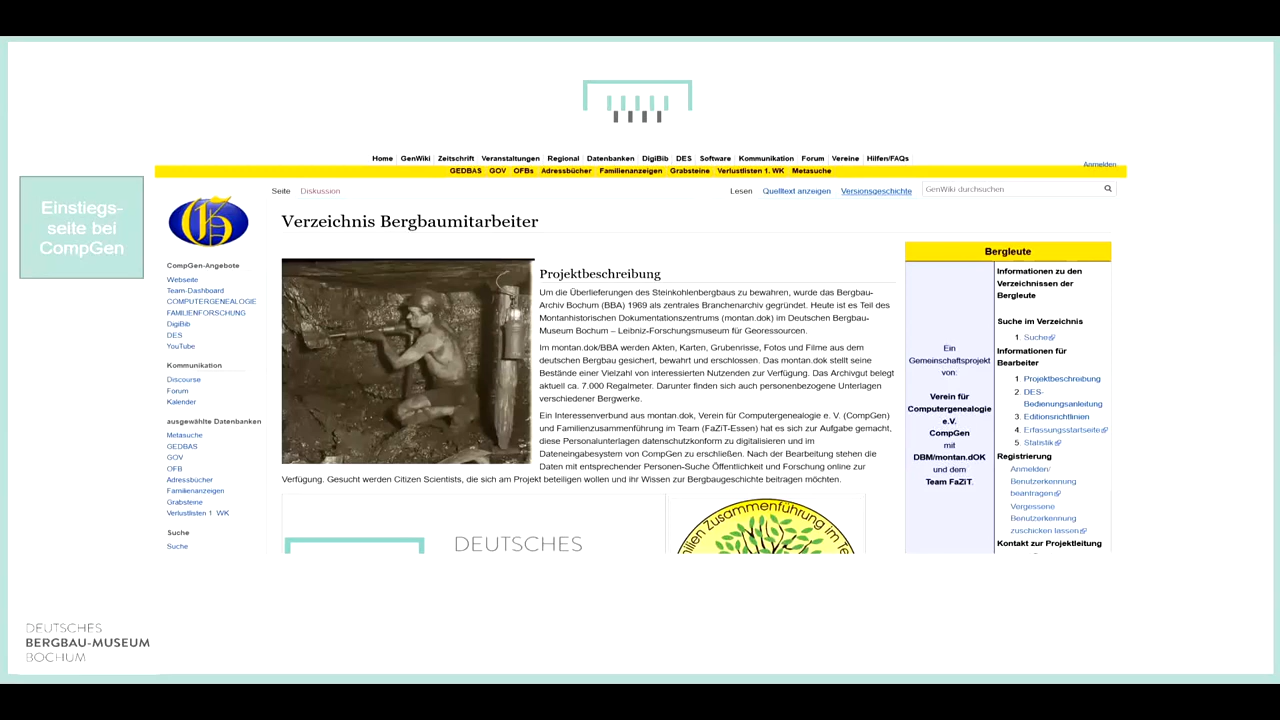 Home GenWiki Zeitschrift Veranstaltungen Regional Datenbanken DigiBib DES Software Kommunikation Forum Vereine Hilfen/FAQs
Anmelden
GEDBAS GOV OFBs Adressbücher Familienanzeigen Grabsteine Verlustlisten 1. WK Metasuche
Einstiegs-
seite bei
CompGen
Seite Diskussion
Lesen Quelltext anzeigen Versionsgeschichte
GenWiki durchsuchen
Verzeichnis Bergbaumitarbeiter
CompGen-Angebote
Webseite
Team-Dashboard
COMPUTERGENEALOGIE
FAMILIENFORSCHUNG
DigiBib
DES
YouTube
Kommunikation
Discourse
Forum
Kalender
ausgewählte Datenbanken
Metasuche
GEDBAS
GOV
OFB
Adressbücher
Familienanzeigen
Grabsteine
Verlustlisten 1 WK
Suche
Suche
Projektbeschreibung
Um die Überlieferungen des Steinkohlenbergbaus zu bewahren, wurde das Bergbau-
Archiv Bochum (BBA) 1969 als zentrales Branchenarchiv gegründet. Heute ist es Teil des
Montanhistorischen Dokumentationszentrums (montan.dok) im Deutschen Bergbau-
Museum Bochum – Leibniz-Forschungsmuseum für Georessourcen.
Im montan.dok/BBA werden Akten, Karten, Grubenrisse, Fotos und Filme aus dem
deutschen Bergbau gesichert, bewahrt und erschlossen. Das montan.dok stellt seine
Bestände einer Vielzahl von interessierten Nutzenden zur Verfügung. Das Archivgut belegt
aktuell ca. 7.000 Regalmeter. Darunter finden sich auch personenbezogene Unterlagen
verschiedener Bergwerke.
Ein Interessenverbund aus montan.dok, Verein für Computergenealogie e. V. (CompGen)
und Familienzusammenführung im Team (FaZiT-Essen) hat es sich zur Aufgabe gemacht,
diese Personalunterlagen datenschutzkonform zu digitalisieren und im
Dateneingabesystem von CompGen zu erschließen. Nach der Bearbeitung stehen die
Daten mit entsprechender Personen-Suche Öffentlichkeit und Forschung online zur
Verfügung. Gesucht werden Citizen Scientists, die sich am Projekt beteiligen wollen und ihr Wissen zur Bergbaugeschichte beitragen möchten.
DEUTSCHES
Zusammenführung im
Bergleute
Ein
Gemeinschaftsprojekt
von:
Verein für
Computergenealogie
e.V.
CompGen
mit
DBM/montan.dOK
und dem
Team FaZiT.
Informationen zu den
Verzeichnissen der
Bergleute
Suche im Verzeichnis
1. Suche
Informationen für
Bearbeiter
1. Projektbeschreibung
2. DES-
Bedienungsanleitung
3. Editionsrichtlinien
4. Erfassungsstartseite
5. Statistik
Registrierung
Anmelden/
Benutzerkennung
beantragen
Vergessene
Benutzerkennung
zuschicken lassen
Kontakt zur Projektleitung
DEUTSCHES
BERGBAU-MUSEUM
BOCHUM